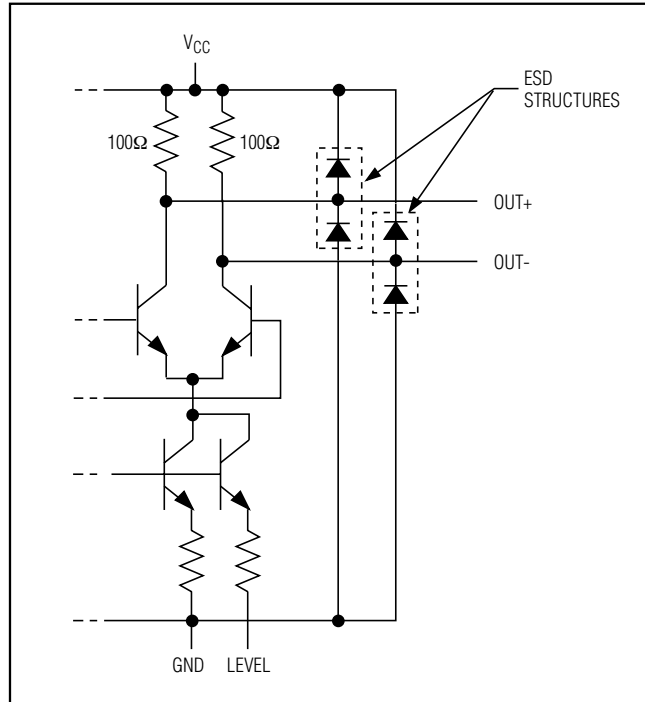 VCC
ESD
STRUCTURES
100Ω
100Ω
OUT+
OUT-
GND
LEVEL